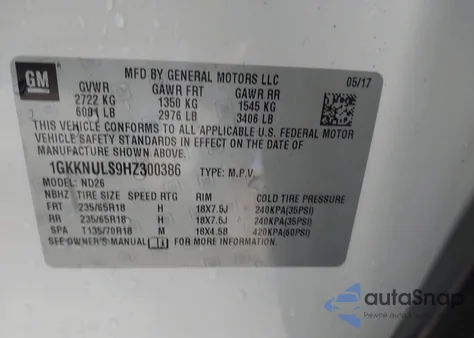 GM
MFD BY GENERAL MOTORS LLC 05/17
GVWR GAWR FRT GAWR RR
2722 KG 1350 KG 1545 KG
6001 LB 2976 LB 3406 LB
THIS VEHICLE CONFORMS TO ALL APPLICABLE U.S. FEDERAL MOTOR
VEHICLE SAFETY STANDARDS IN EFFECT ON THE DATE OF
MANUFACTURE SHOWN ABOVE.
1GKKNULS9HZ300386 TYPE: M.P.V.
MODEL: ND26
NBHZ TIRE SIZE SPEED RTG RIM COLD TIRE PRESSURE
FRT 235/65R18 H 18X7.5J 240KPA(35PSI)
RR 235/65R18 H 18X7.5J 240KPA(35PSI)
SPA T135/70R18 M 18X4.5B 420KPA(60PSI)
SEE OWNER'S MANUAL FOR MORE INFORMATION
autoSnap